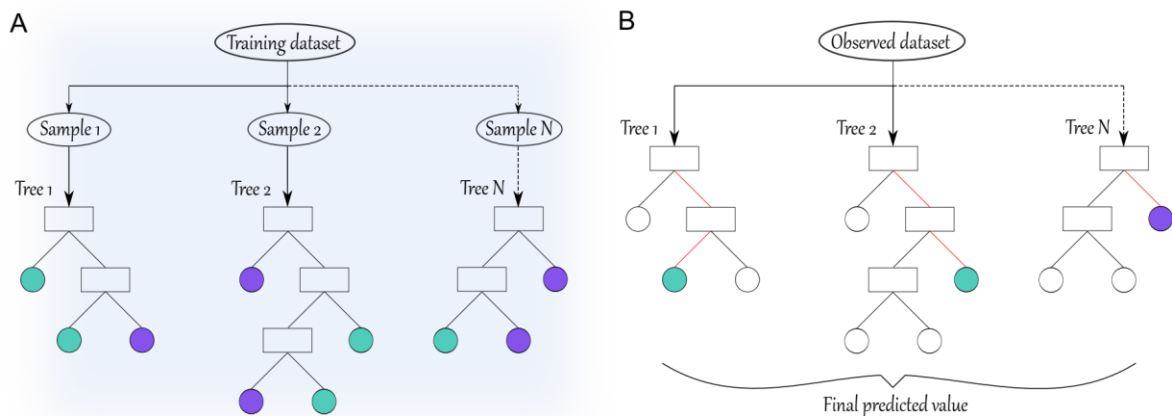 A
Training dataset
Sample 1
Sample 2
Sample N
Tree 1
Tree 2
Tree N
B
Observed dataset
Tree 1
Tree 2
Tree N
Final predicted value